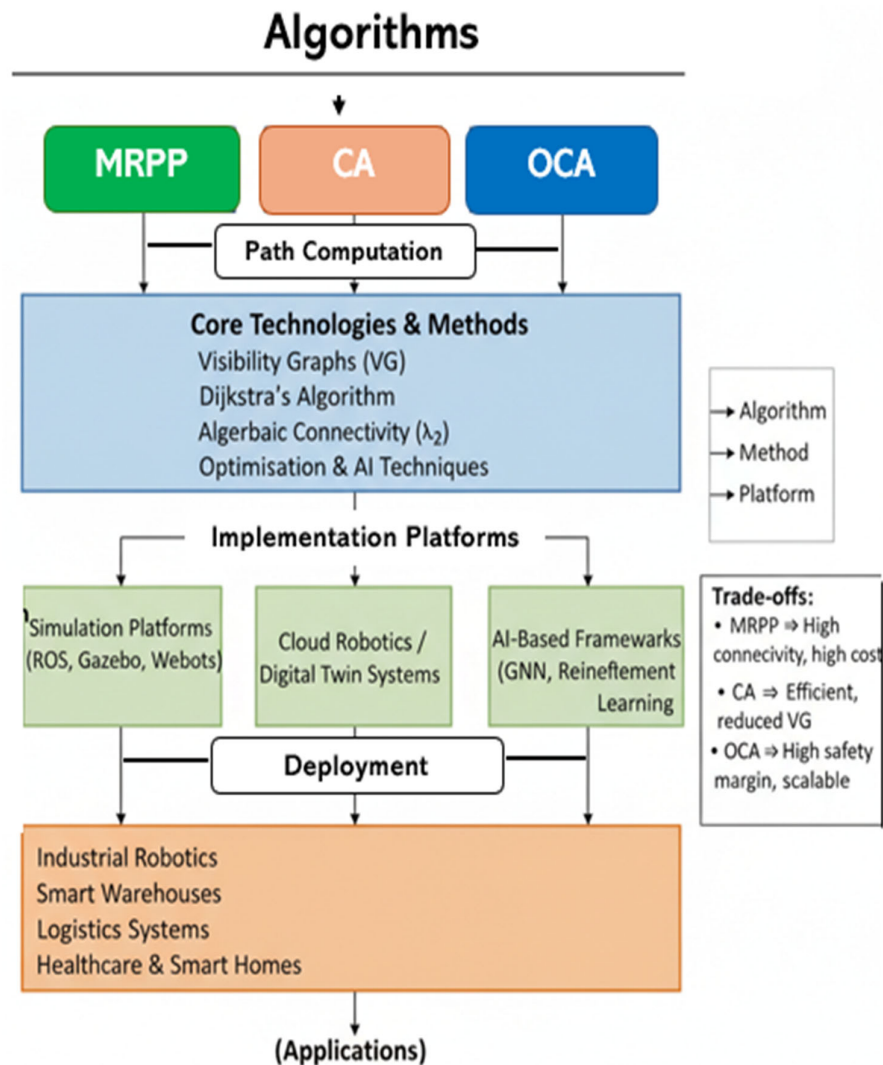 Algorithms
MRPP
CA
OCA
Path Computation
Core Technologies & Methods
Visibility Graphs (VG)
Dijkstra's Algorithm
Algerbaic Connectivity (λ₂)
Optimisation & AI Techniques
Algorithm
Method
Platform
Implementation Platforms
Simulation Platforms
(ROS, Gazebo, Webots)
Cloud Robotics /
Digital Twin Systems
AI-Based Framewarks
(GNN, Reineftement
Learning
Trade-offs:
• MRPP ⇒ High
connecivity, high cost
• CA ⇒ Efficient,
reduced VG
• OCA ⇒ High safety
margin, scalable
Deployment
Industrial Robotics
Smart Warehouses
Logistics Systems
Healthcare & Smart Homes
(Applications)